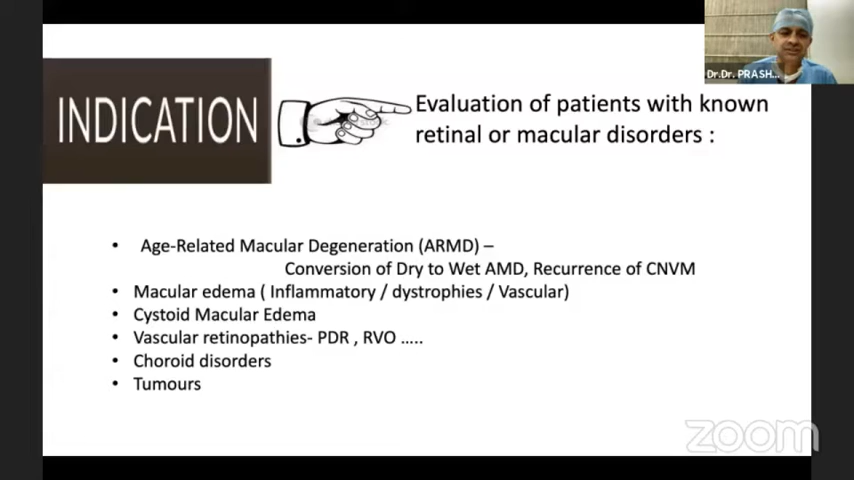 Dr.Dr. PRASH...
INDICATION
Evaluation of patients with known
retinal or macular disorders :
• Age-Related Macular Degeneration (ARMD) –
Conversion of Dry to Wet AMD, Recurrence of CNVM
• Macular edema ( Inflammatory / dystrophies / Vascular)
• Cystoid Macular Edema
• Vascular retinopathies- PDR , RVO .....
• Choroid disorders
• Tumours
zoom